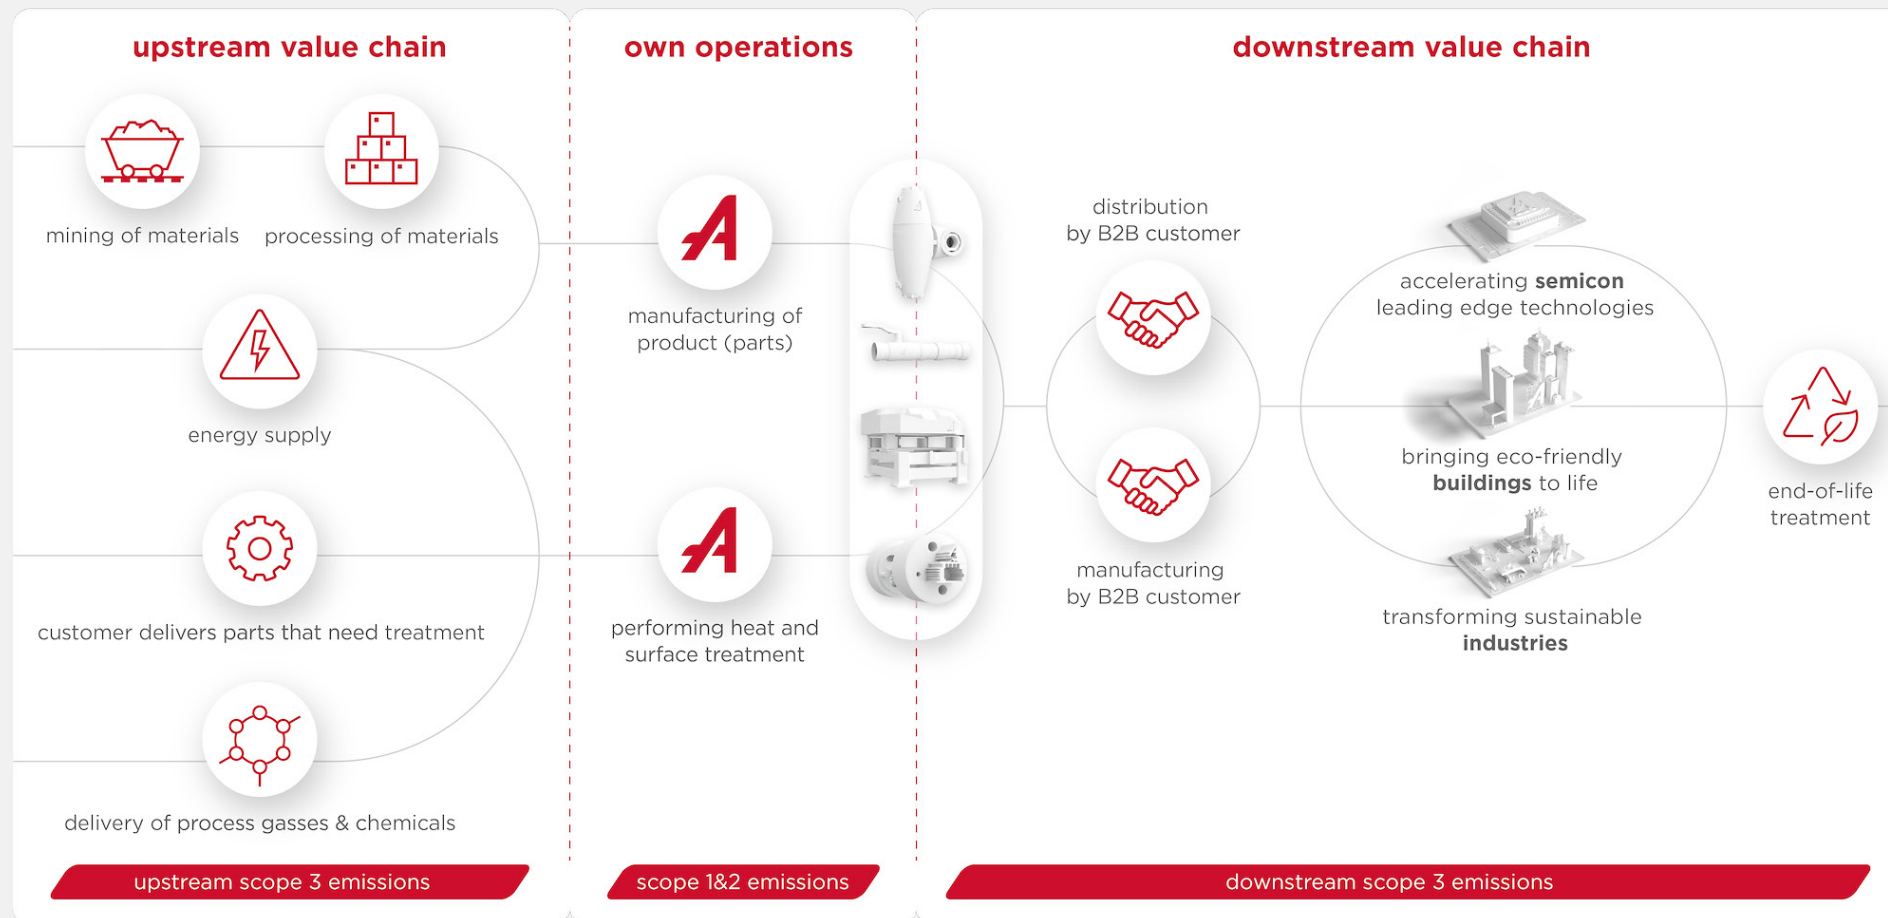 upstream value chain
own operations
downstream value chain
mining of materials
processing of materials
energy supply
customer delivers parts that need treatment
delivery of process gasses & chemicals
manufacturing of
product (parts)
performing heat and
surface treatment
distribution
by B2B customer
manufacturing
by B2B customer
accelerating semicon
leading edge technologies
bringing eco-friendly
buildings to life
transforming sustainable
industries
end-of-life
treatment
upstream scope 3 emissions
scope 1&2 emissions
downstream scope 3 emissions